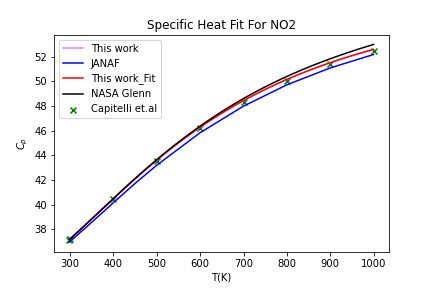 Specific Heat Fit For NO2
This work
JANAF
This work_Fit
NASA Glenn
Capitelli et.al
52
50
48
46
44
42
40
38
Cp
300 400 500 600 700 800 900 1000
T(K)